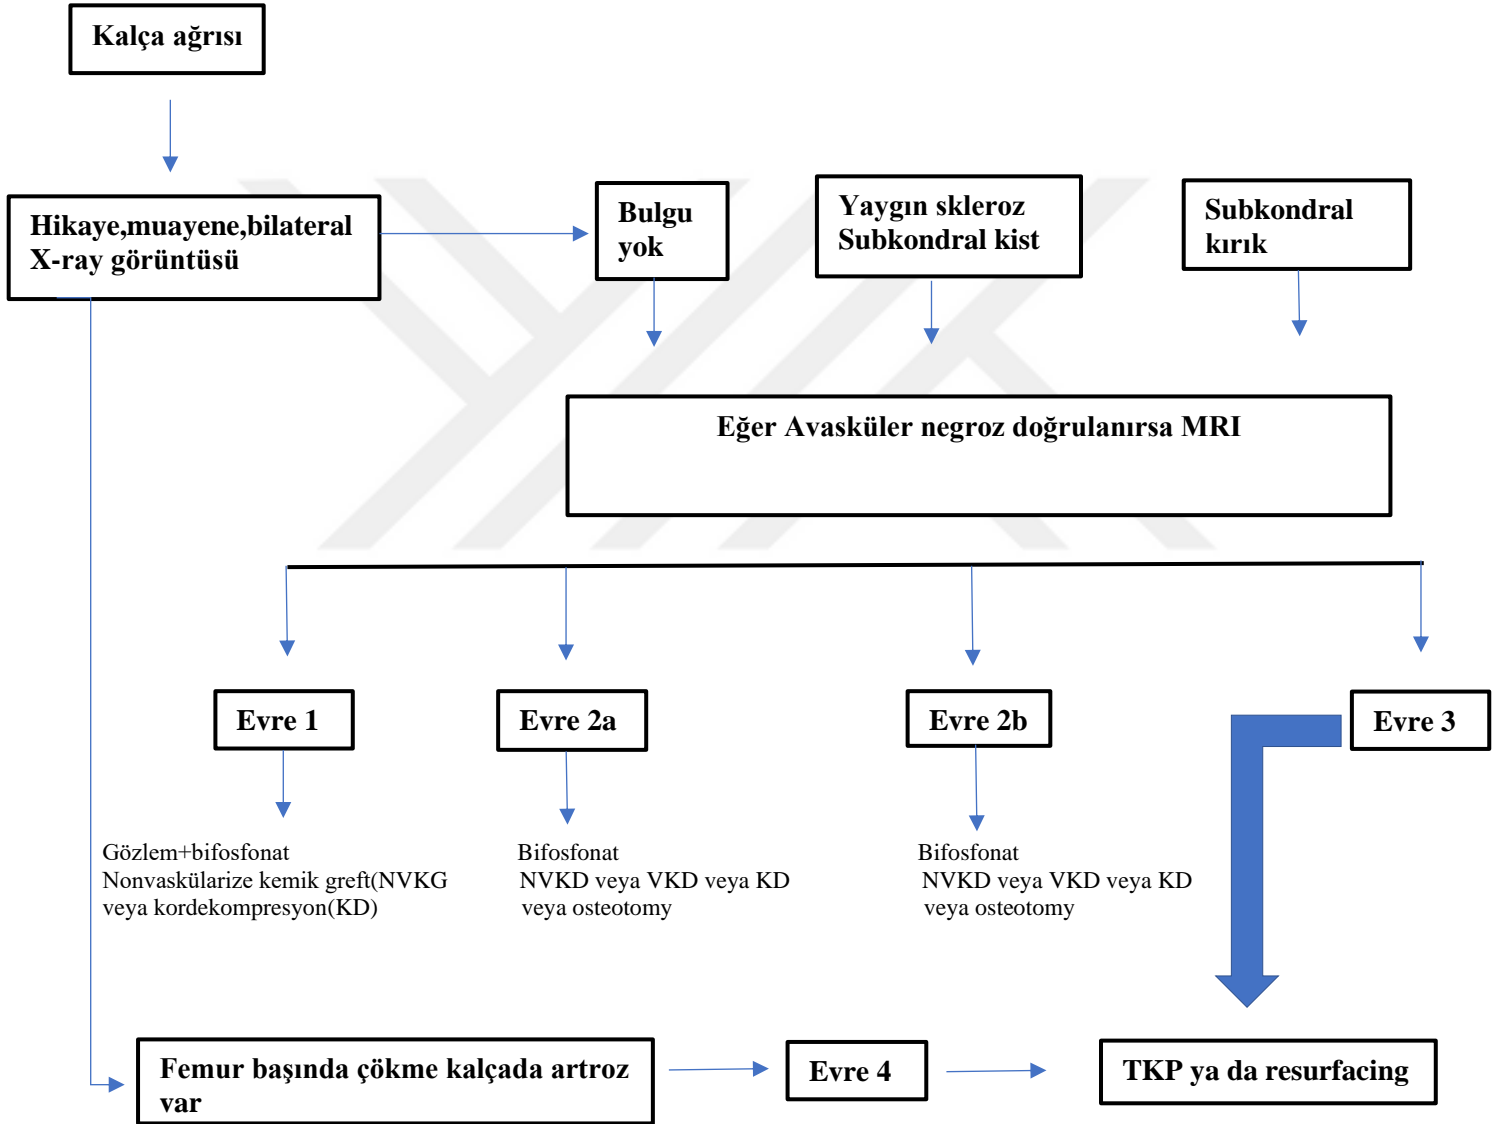 Kalça ağrısı
Hikaye,muayene,bilateral
X-ray görüntüsü
Bulgu
yok
Yaygın skleroz
Subkondral kist
Subkondral
kırık
Eğer Avasküler negroz doğrulanırsa MRI
Evre 1
Evre 2a
Evre 2b
Evre 3
Gözlem+bifosfonat
Nonvaskülarize kemik greft(NVKG
veya kordekompresyon(KD)
Bifosfonat
NVKD veya VKD veya KD
veya osteotomy
Bifosfonat
NVKD veya VKD veya KD
veya osteotomy
Femur başında çökme kalçada artroz
var
Evre 4
TKP ya da resurfacing